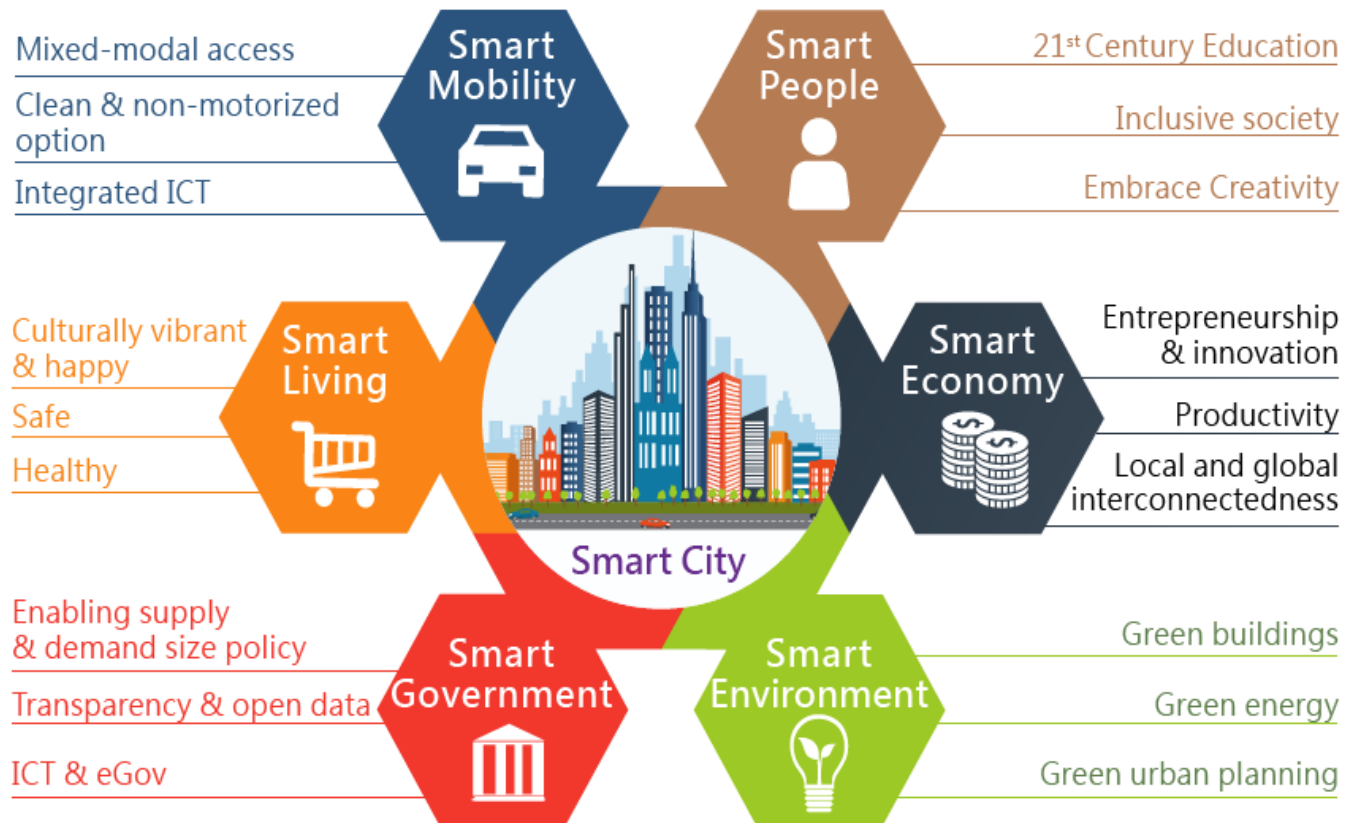 Mixed-modal access
Clean & non-motorized
option
Integrated ICT
Smart
Mobility
Smart
People
21st Century Education
Inclusive society
Embrace Creativity
Culturally vibrant
& happy
Safe
Healthy
Smart
Living
Smart
Economy
Entrepreneurship
& innovation
Productivity
Local and global
interconnectedness
Smart City
Enabling supply
& demand size policy
Transparency & open data
ICT & eGov
Smart
Government
Smart
Environment
Green buildings
Green energy
Green urban planning